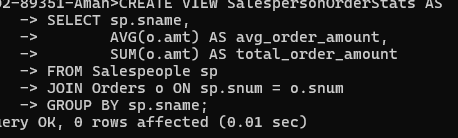 02-89351-Aman>CREATE VIEW SalespersonOrderStats AS
-> SELECT sp.sname,
-> AVG(o.amt) AS avg_order_amount,
-> SUM(o.amt) AS total_order_amount
-> FROM Salespeople sp
-> JOIN Orders o ON sp.snum = o.snum
-> GROUP BY sp.sname;
uery OK, 0 rows affected (0.01 sec)